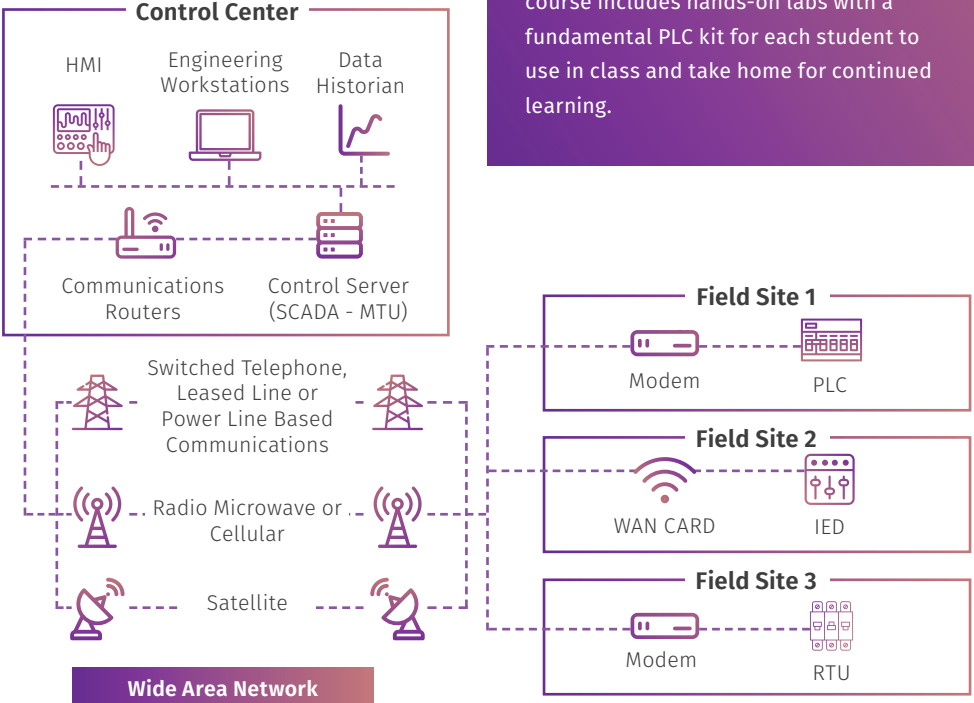 course includes hands-on labs with a
fundamental PLC kit for each student to
use in class and take home for continued
learning.
Control Center
HMI
Engineering
Workstations
Data
Historian
Communications
Routers
Control Server
(SCADA - MTU)
Switched Telephone,
Leased Line or
Power Line Based
Communications
Radio Microwave or
Cellular
Satellite
Wide Area Network
Field Site 1
Modem
PLC
Field Site 2
WAN CARD
IED
Field Site 3
Modem
RTU